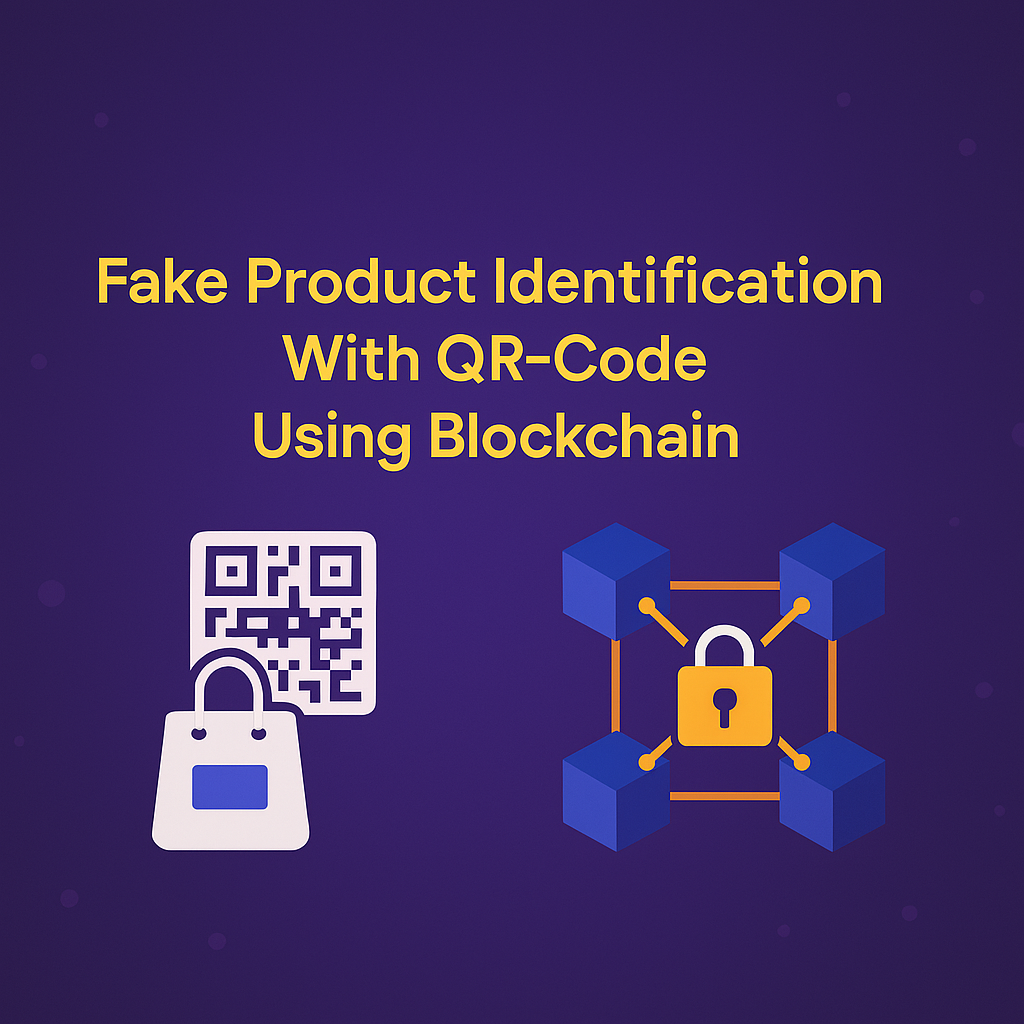 Fake Product Identification
With QR-Code
Using Blockchain